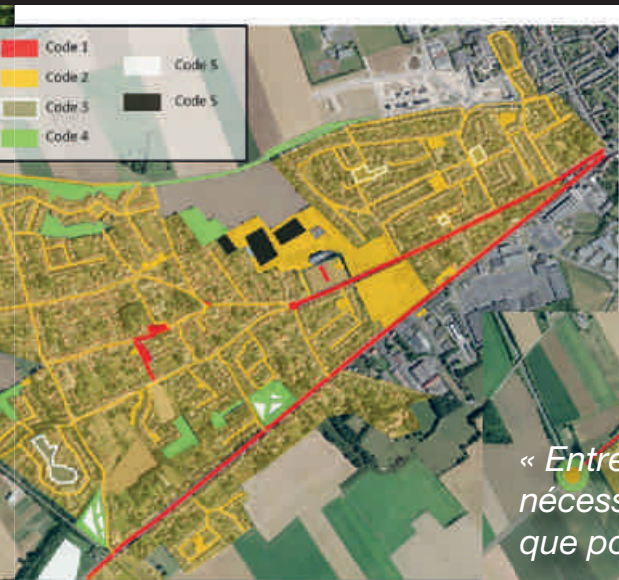 Code 1
Code 2
Code 3
Code 4
Code 5
Code 5
« Entre
nécess
que po